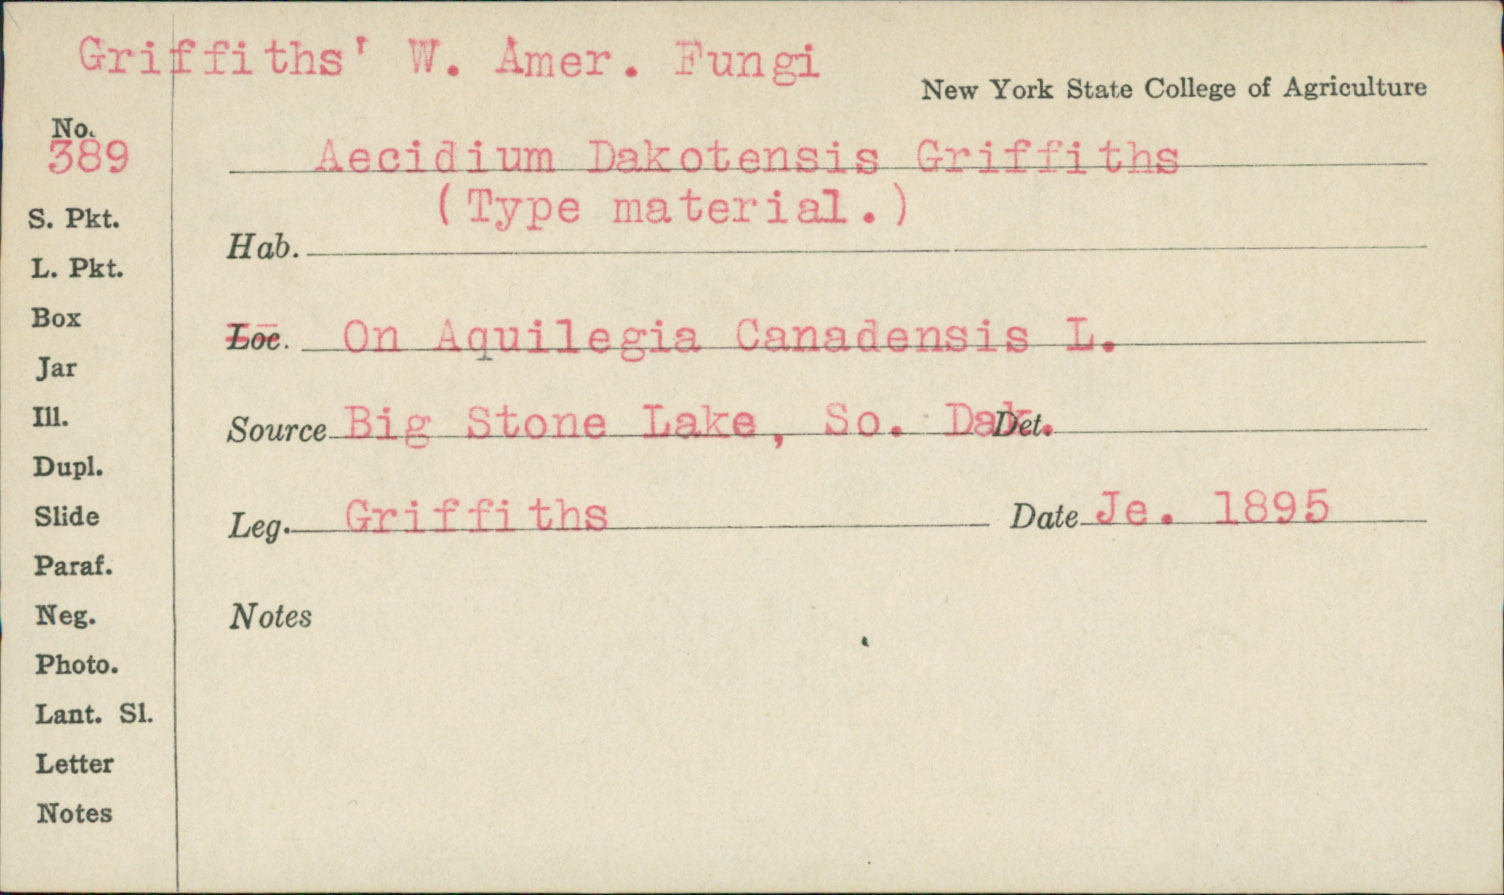 Griffiths' W. Amer. Fungi
New York State College of Agriculture
No.
389
Aecidium Dakotensis Griffiths
(Type material.)
S. Pkt.
Hab.
L. Pkt.
Box
Loc. On Aquilegia Canadensis L.
Jar
Ill.
Source Big Stone Lake, So. Dak. Det.
Dupl.
Slide
Leg. Griffiths Date Je. 1895
Paraf.
Neg.
Notes
Photo.
Lant. Sl.
Letter
Notes